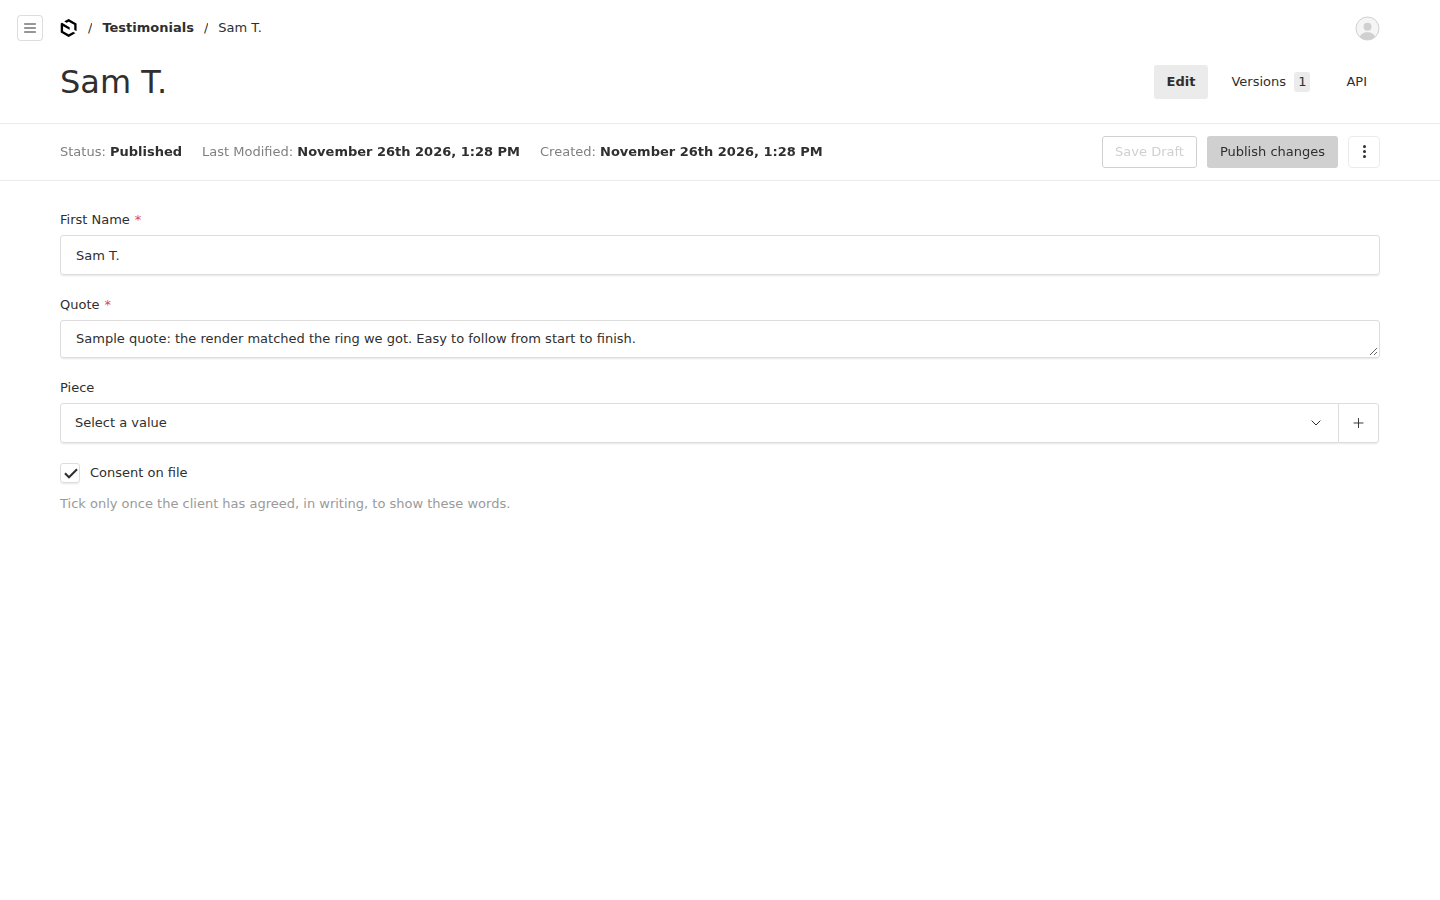 / Testimonials / Sam T.
Sam T.
Edit Versions 1 API
Status: Published Last Modified: November 26th 2026, 1:28 PM Created: November 26th 2026, 1:28 PM Save Draft Publish changes
First Name *
Sam T.
Quote *
Sample quote: the render matched the ring we got. Easy to follow from start to finish.
Piece
Select a value
Consent on file
Tick only once the client has agreed, in writing, to show these words.